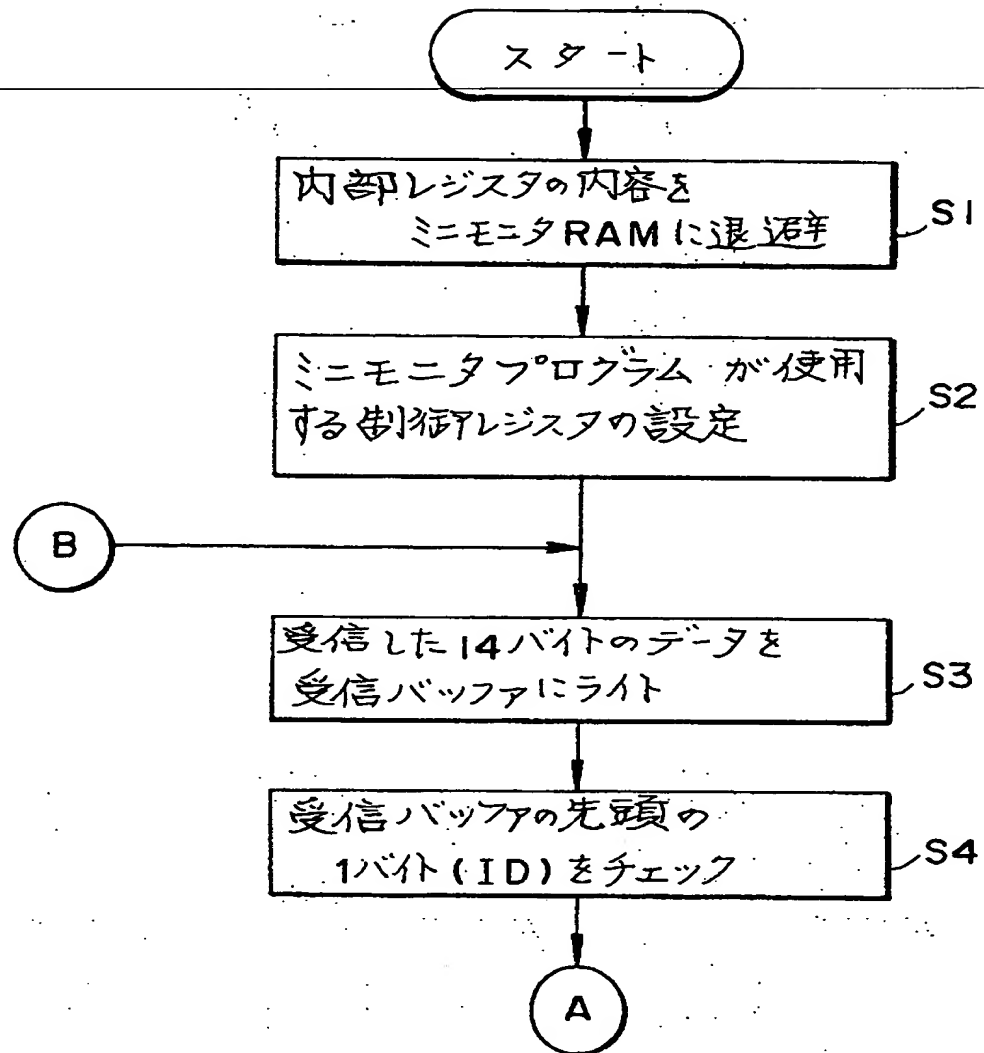 スタート
内部レジスタの内容を
ミニモニタRAMに退避
S1
ミニモニタプログラムが使用
する制御レジスタの設定
S2
B
受信した14バイトのデータを
受信バッファにライト
S3
受信バッファの先頭の
1バイト(ID)をチェック
S4
A